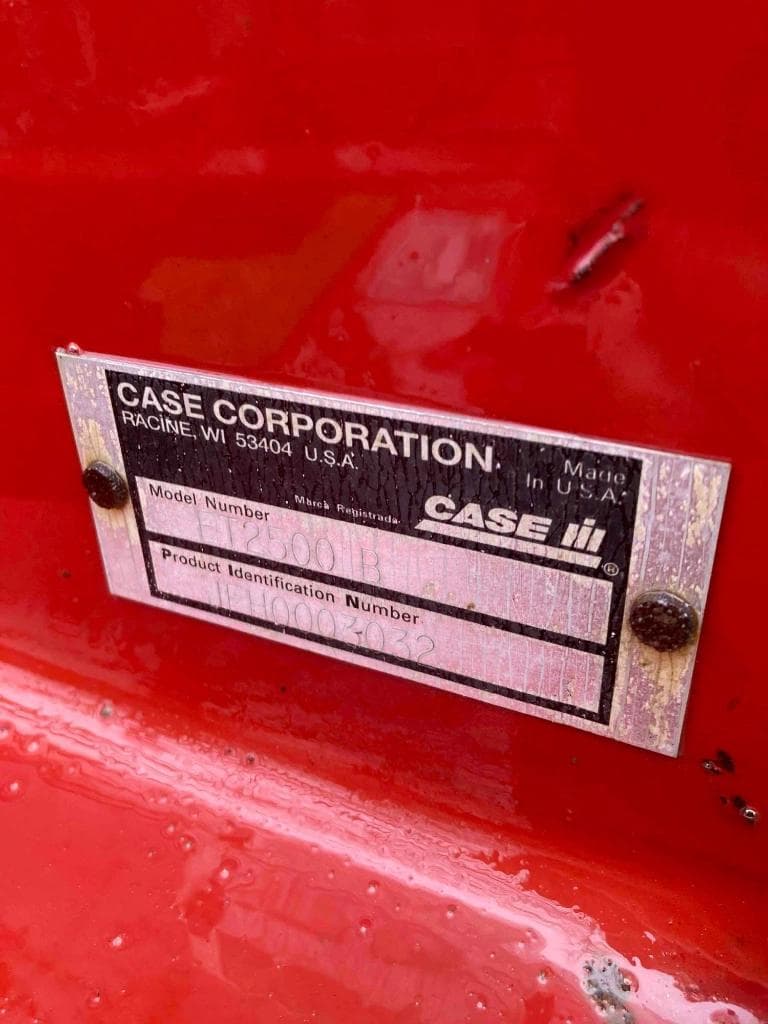 CASE CORPORATION
RACINE, WI 53404 U.S.A.
Made
In U.S.A.
Model Number
Marca Registrada
CASE IH ®
ET2500 B
Product Identification Number
JFH0003032